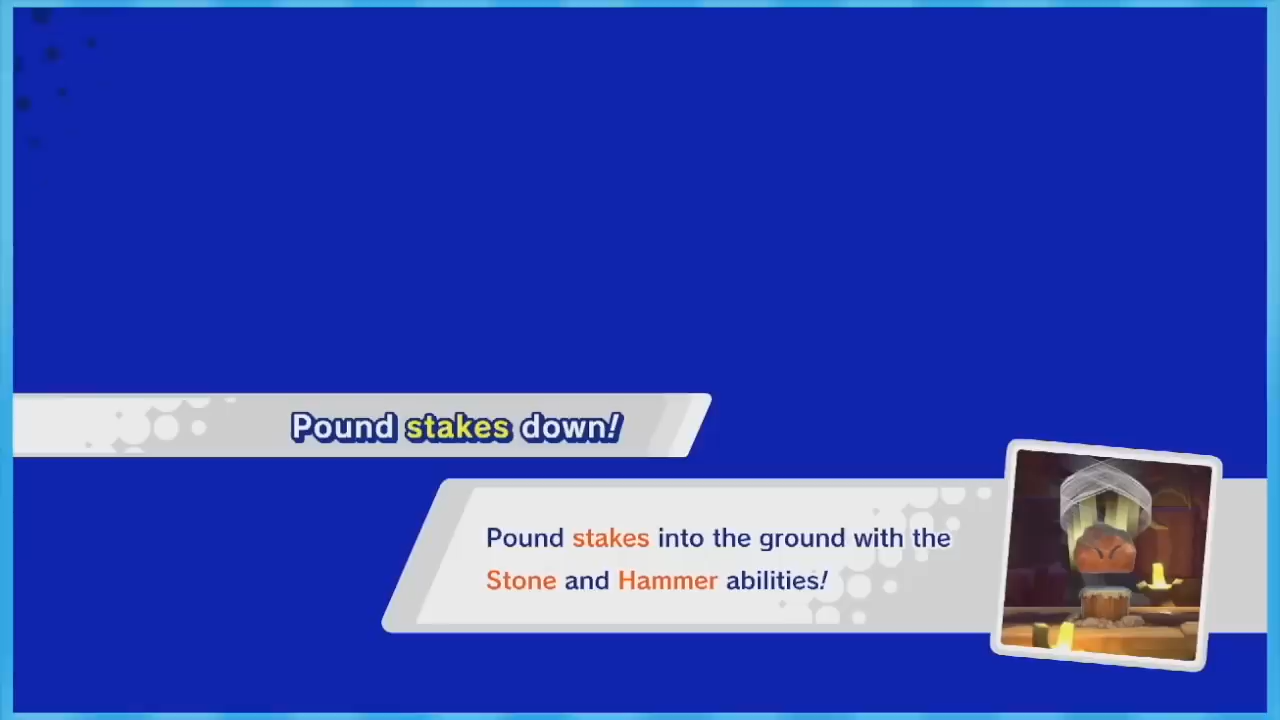 Pound stakes down!
Pound stakes into the ground with the
Stone and Hammer abilities!